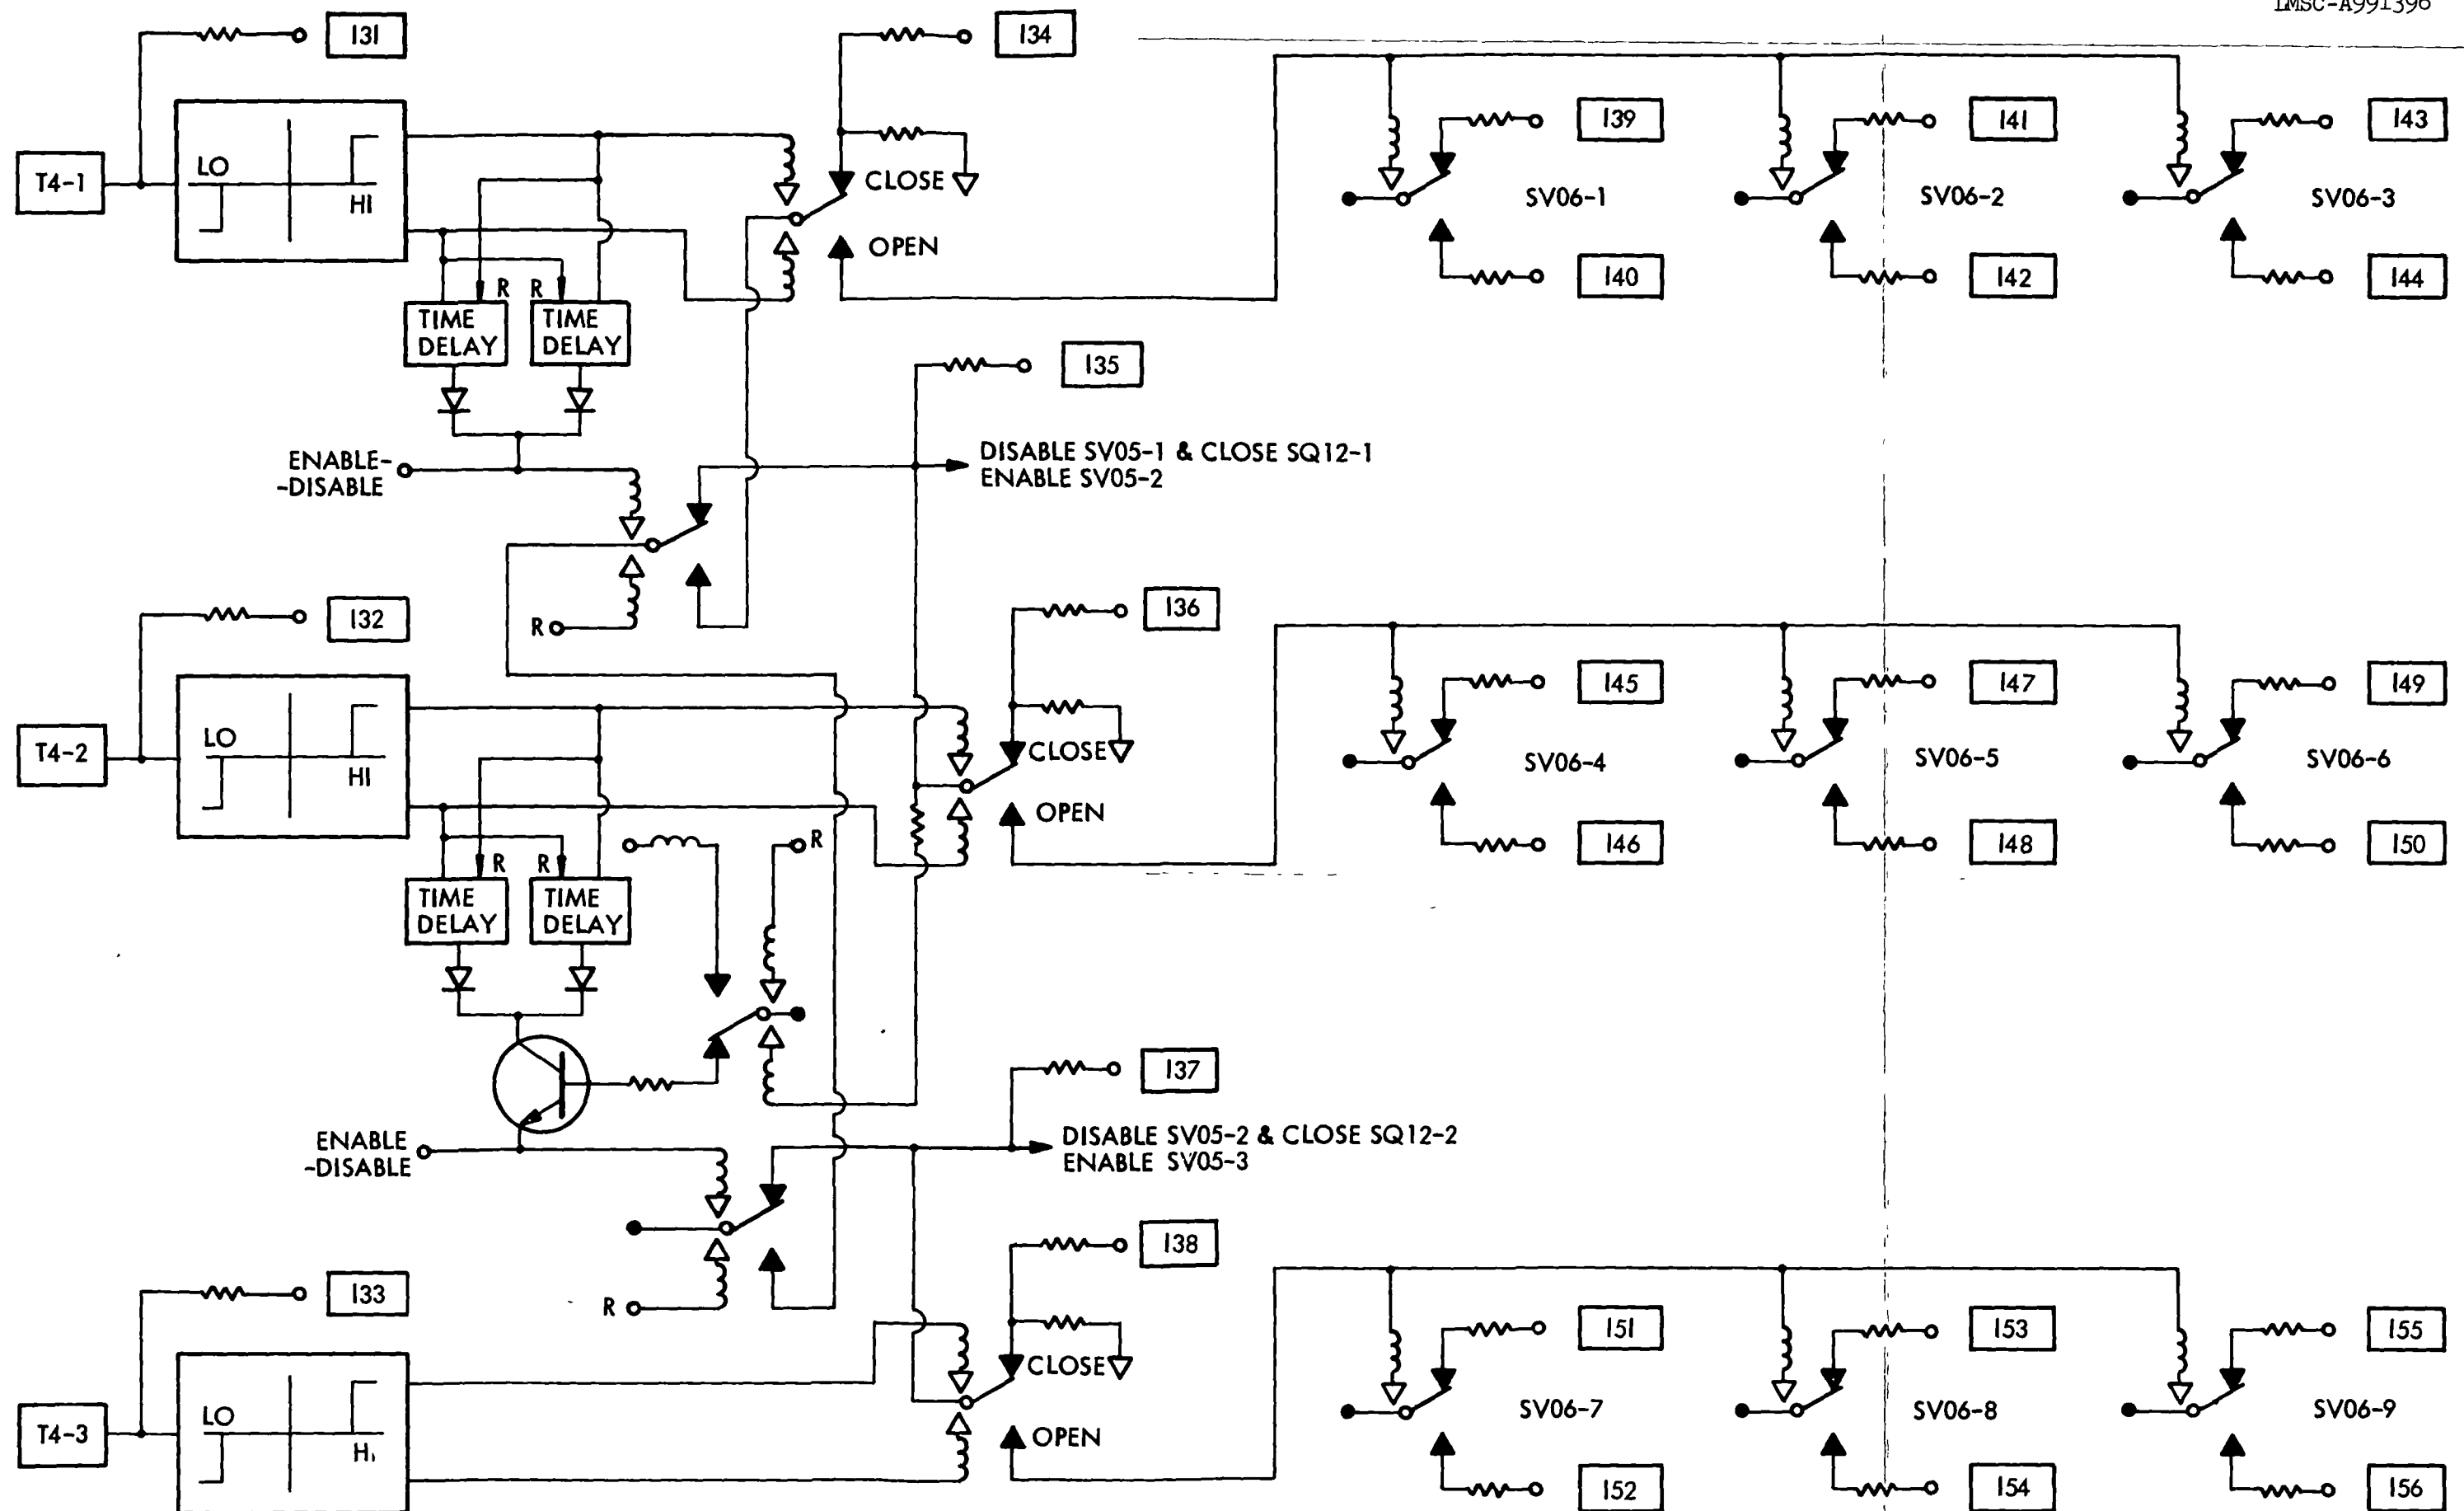 LMSC-A991396
131
134
139
141
143
T4-1
LO
HI
CLOSE
OPEN
SV06-1
SV06-2
SV06-3
140
142
144
R R
TIME DELAY
TIME DELAY
135
ENABLE-
-DISABLE
DISABLE SV05-1 & CLOSE SQ12-1
ENABLE SV05-2
R
132
136
145
147
149
T4-2
LO
HI
CLOSE
OPEN
SV06-4
SV06-5
SV06-6
146
148
150
R
R R
TIME DELAY
TIME DELAY
137
ENABLE
-DISABLE
DISABLE SV05-2 & CLOSE SQ12-2
ENABLE SV05-3
138
R
133
151
153
155
T4-3
LO
HI
CLOSE
OPEN
SV06-7
SV06-8
SV06-9
152
154
156